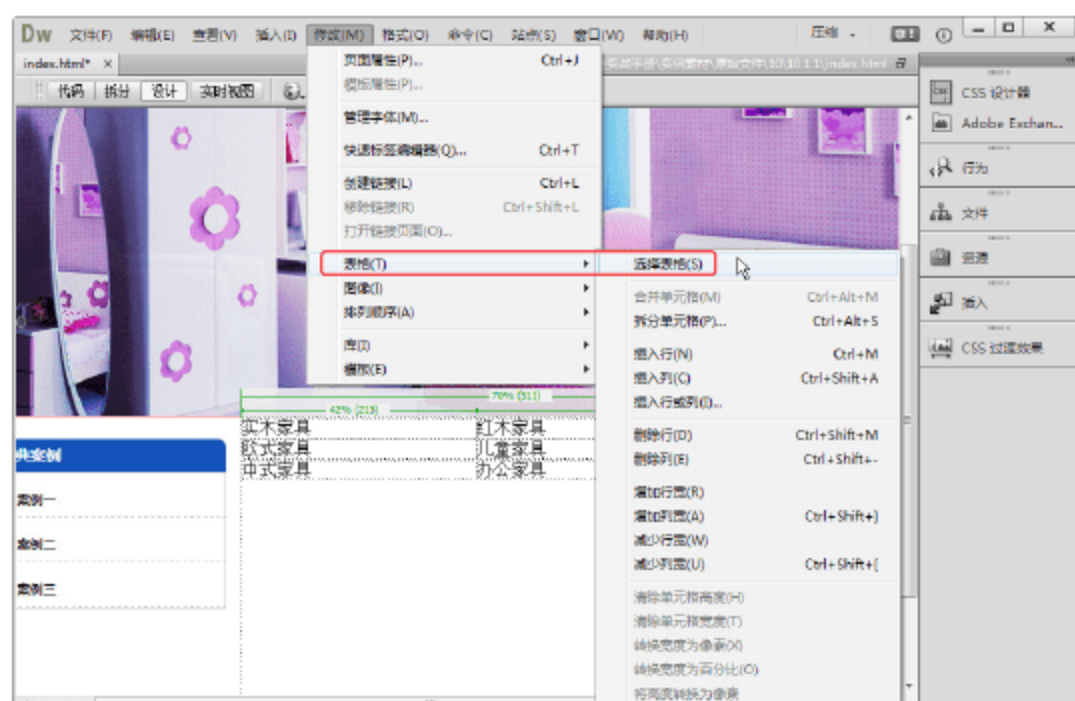 Dw 文件(F) 编辑(E) 查看(V) 插入(I) 修改(M) 格式(O) 命令(C) 站点(S) 窗口(W) 帮助(H) 压缩
index.html* ×
代码 拆分 设计 实时视图
页面属性(P)... Ctrl+J
模板属性(P)...
管理字体(M)...
快速标签编辑器(Q)... Ctrl+T
创建链接(L) Ctrl+L
移除链接(R) Ctrl+Shift+L
打开链接页面(O)...
表格(T)
图像(I)
排列顺序(A)
库(I)
模板(E)
选择表格(S)
合并单元格(M) Ctrl+Alt+M
拆分单元格(P)... Ctrl+Alt+S
插入行(N) Ctrl+M
插入列(C) Ctrl+Shift+A
插入行或列(I)...
删除行(D) Ctrl+Shift+M
删除列(E) Ctrl+Shift+-
增加行宽(R)
增加列宽(A) Ctrl+Shift+]
减少行宽(W)
减少列宽(U) Ctrl+Shift+[
清除单元格高度(H)
清除单元格宽度(T)
转换宽度为像素(X)
转换宽度为百分比(O)
将高度转换为像素
CSS 设计器
Adobe Exchan...
行为
文件
资源
插入
CSS 过渡效果
70% (511)
42% (213)
实木家具 红木家具
欧式家具 儿童家具
中式家具 办公家具
典案例
案例一
案例二
案例三